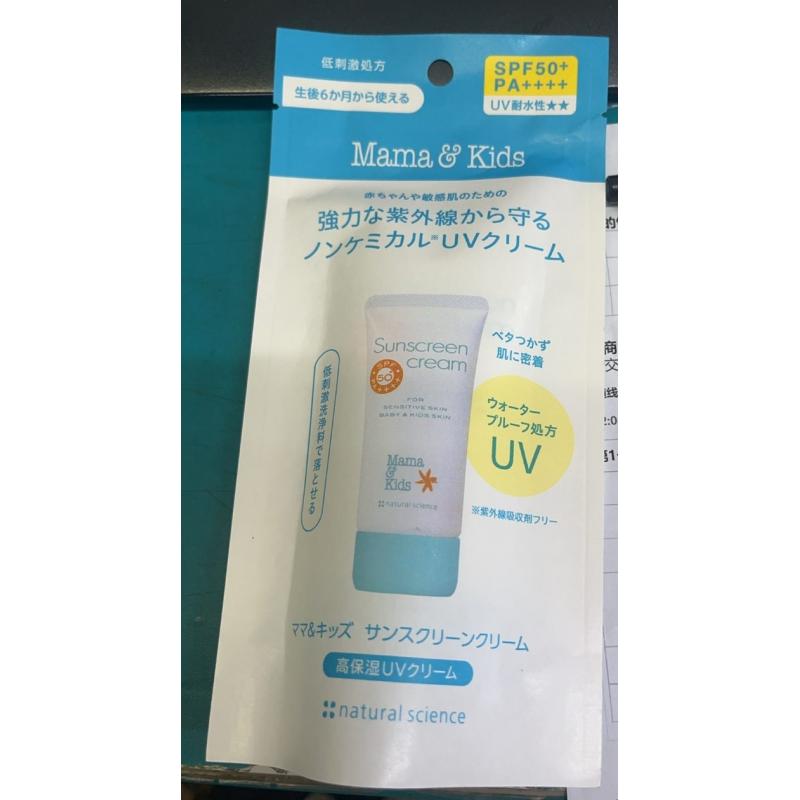 低刺激処方
生後6か月から使える
SPF50+
PA++++
UV耐水性★★
Mama & Kids
赤ちゃんや敏感肌のための
強力な紫外線から守る
ノンケミカル※UVクリーム
Sunscreen
cream
SPF
50
PA++++
FOR
SENSITIVE SKIN
BABY & KIDS SKIN
Mama
&
Kids
natural science
低刺激洗浄料で落とせる
ベタつかず
肌に密着
ウォーター
プルーフ処方
UV
※紫外線吸収剤フリー
ママ&キッズ サンスクリーンクリーム
高保湿UVクリーム
natural science
商
交